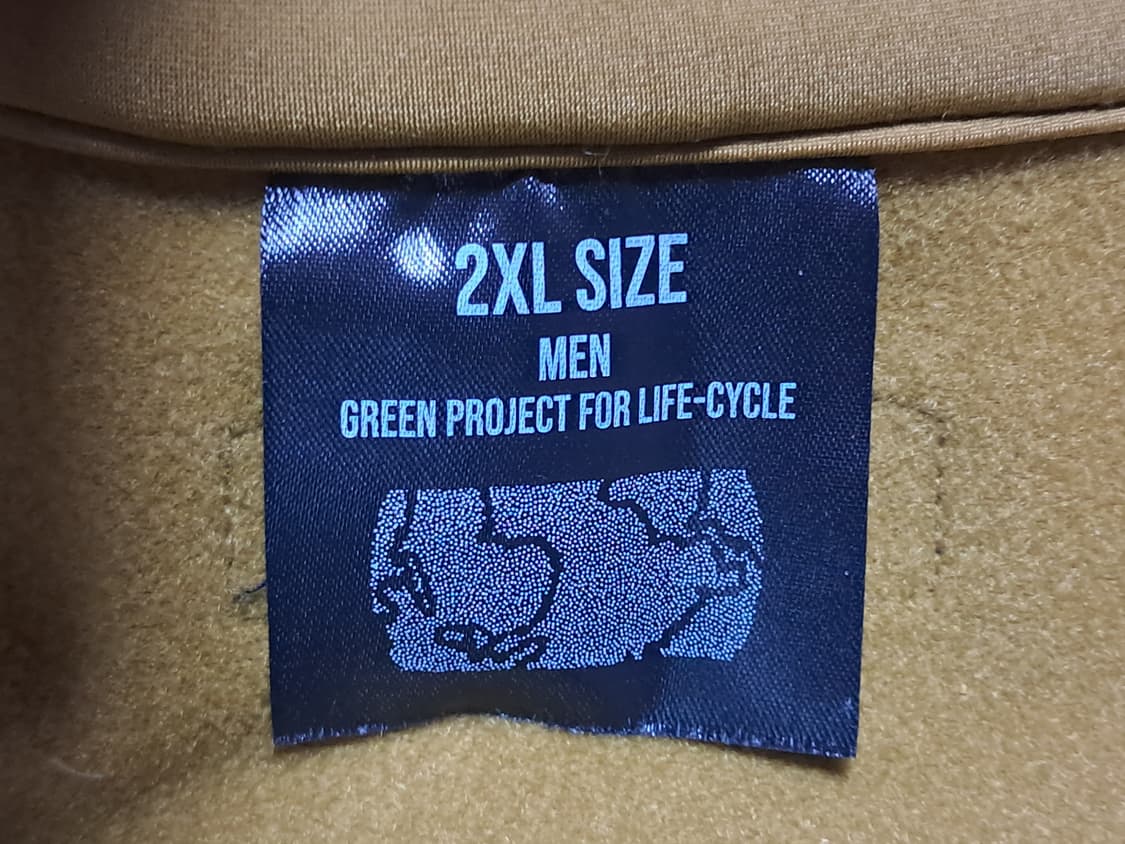 2XL SIZE
MEN
GREEN PROJECT FOR LIFE-CYCLE